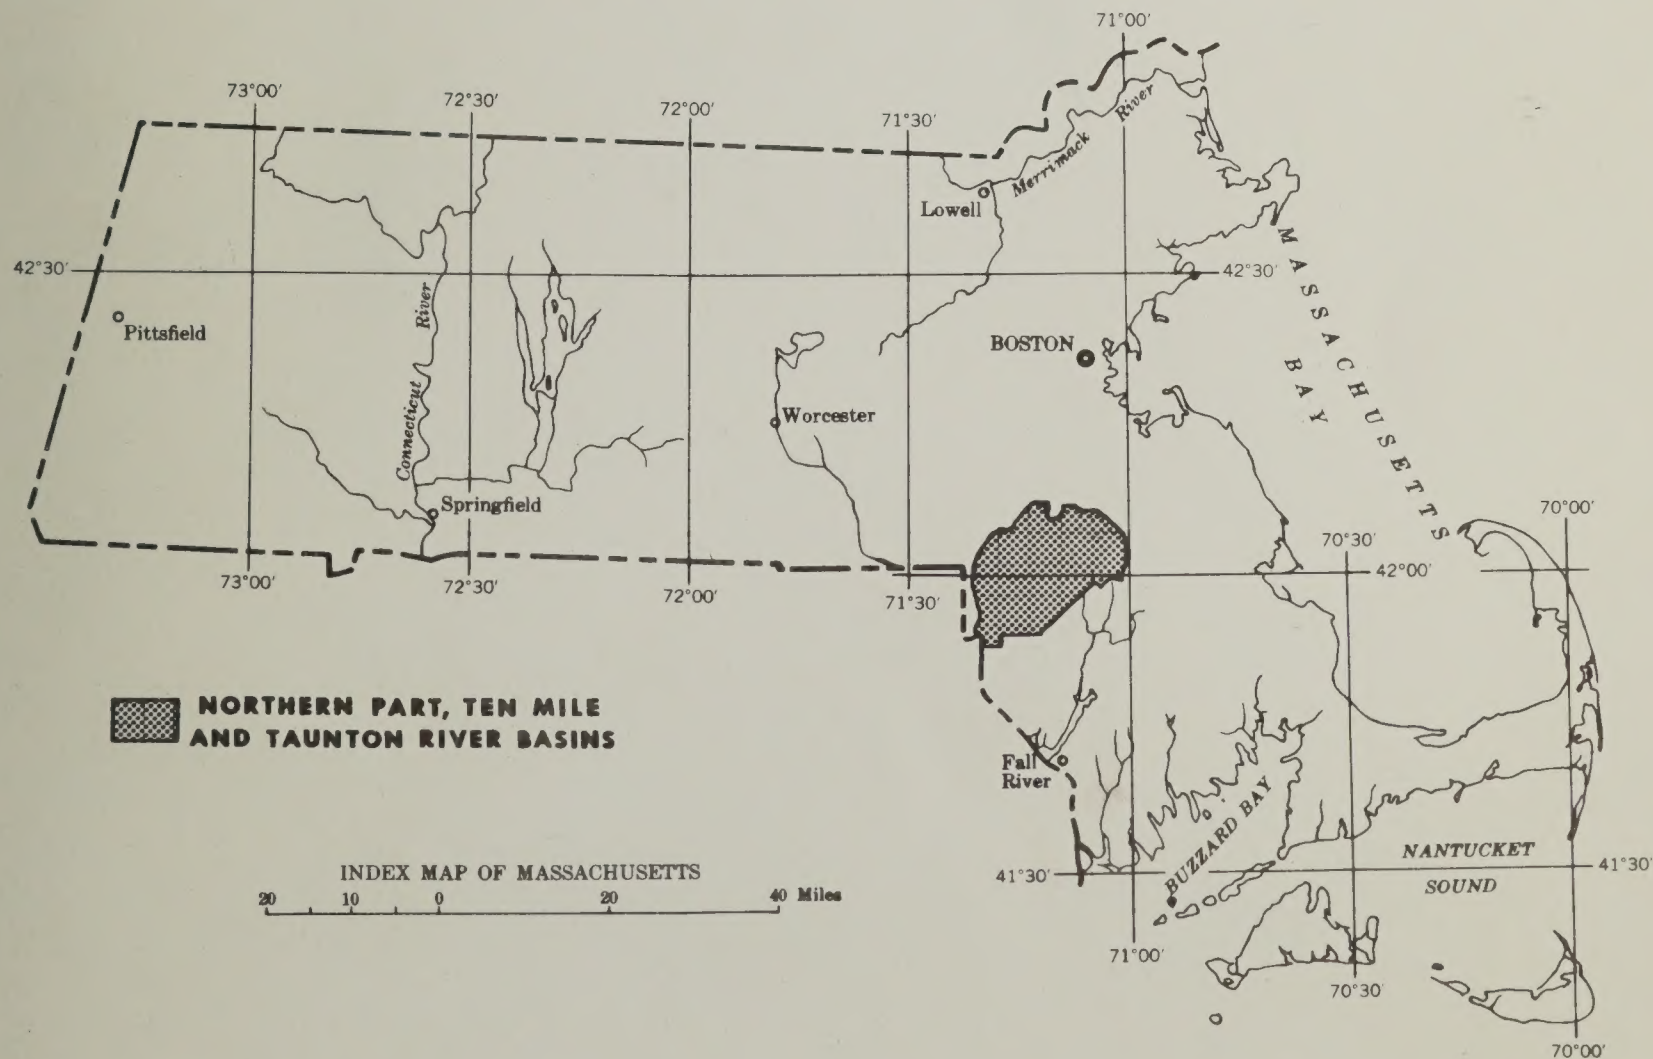 71°00'
73°00'
72°30'
72°00'
71°30'
Merrimack River
Lowell
42°30'
42°30'
MASSACHUSETTS
BAY
Connecticut River
Pittsfield
BOSTON
Worcester
Springfield
70°00'
70°30'
42°00'
73°00'
72°30'
72°00'
71°30'
NORTHERN PART, TEN MILE
AND TAUNTON RIVER BASINS
Fall
River
BUZZARD BAY
NANTUCKET
SOUND
41°30'
41°30'
INDEX MAP OF MASSACHUSETTS
20 10 0 20 40 Miles
71°00'
70°30'
70°00'